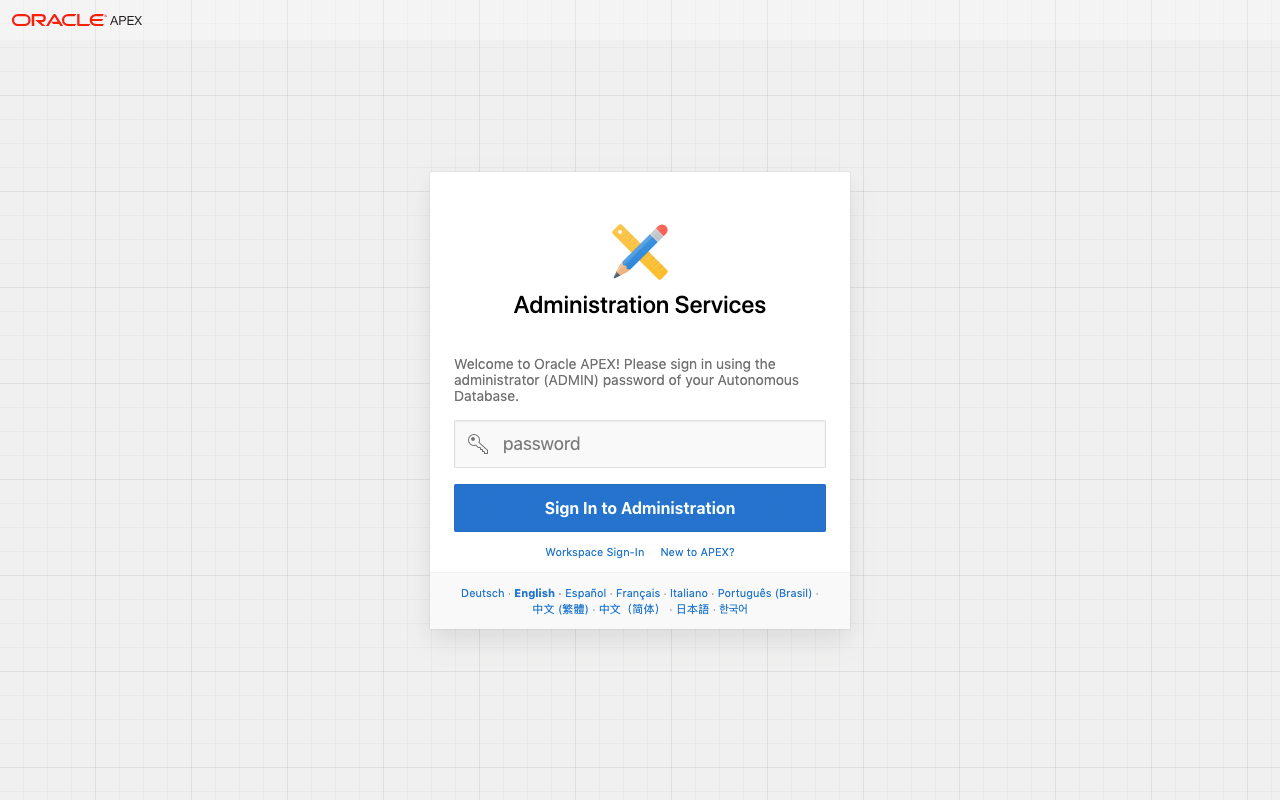 ORACLE APEX
Administration Services
Welcome to Oracle APEX! Please sign in using the
administrator (ADMIN) password of your Autonomous
Database.
password
Sign In to Administration
Workspace Sign-In New to APEX?
Deutsch · English · Español · Français · Italiano · Português (Brasil) ·
中文 (繁體) · 中文（简体） · 日本語 · 한국어